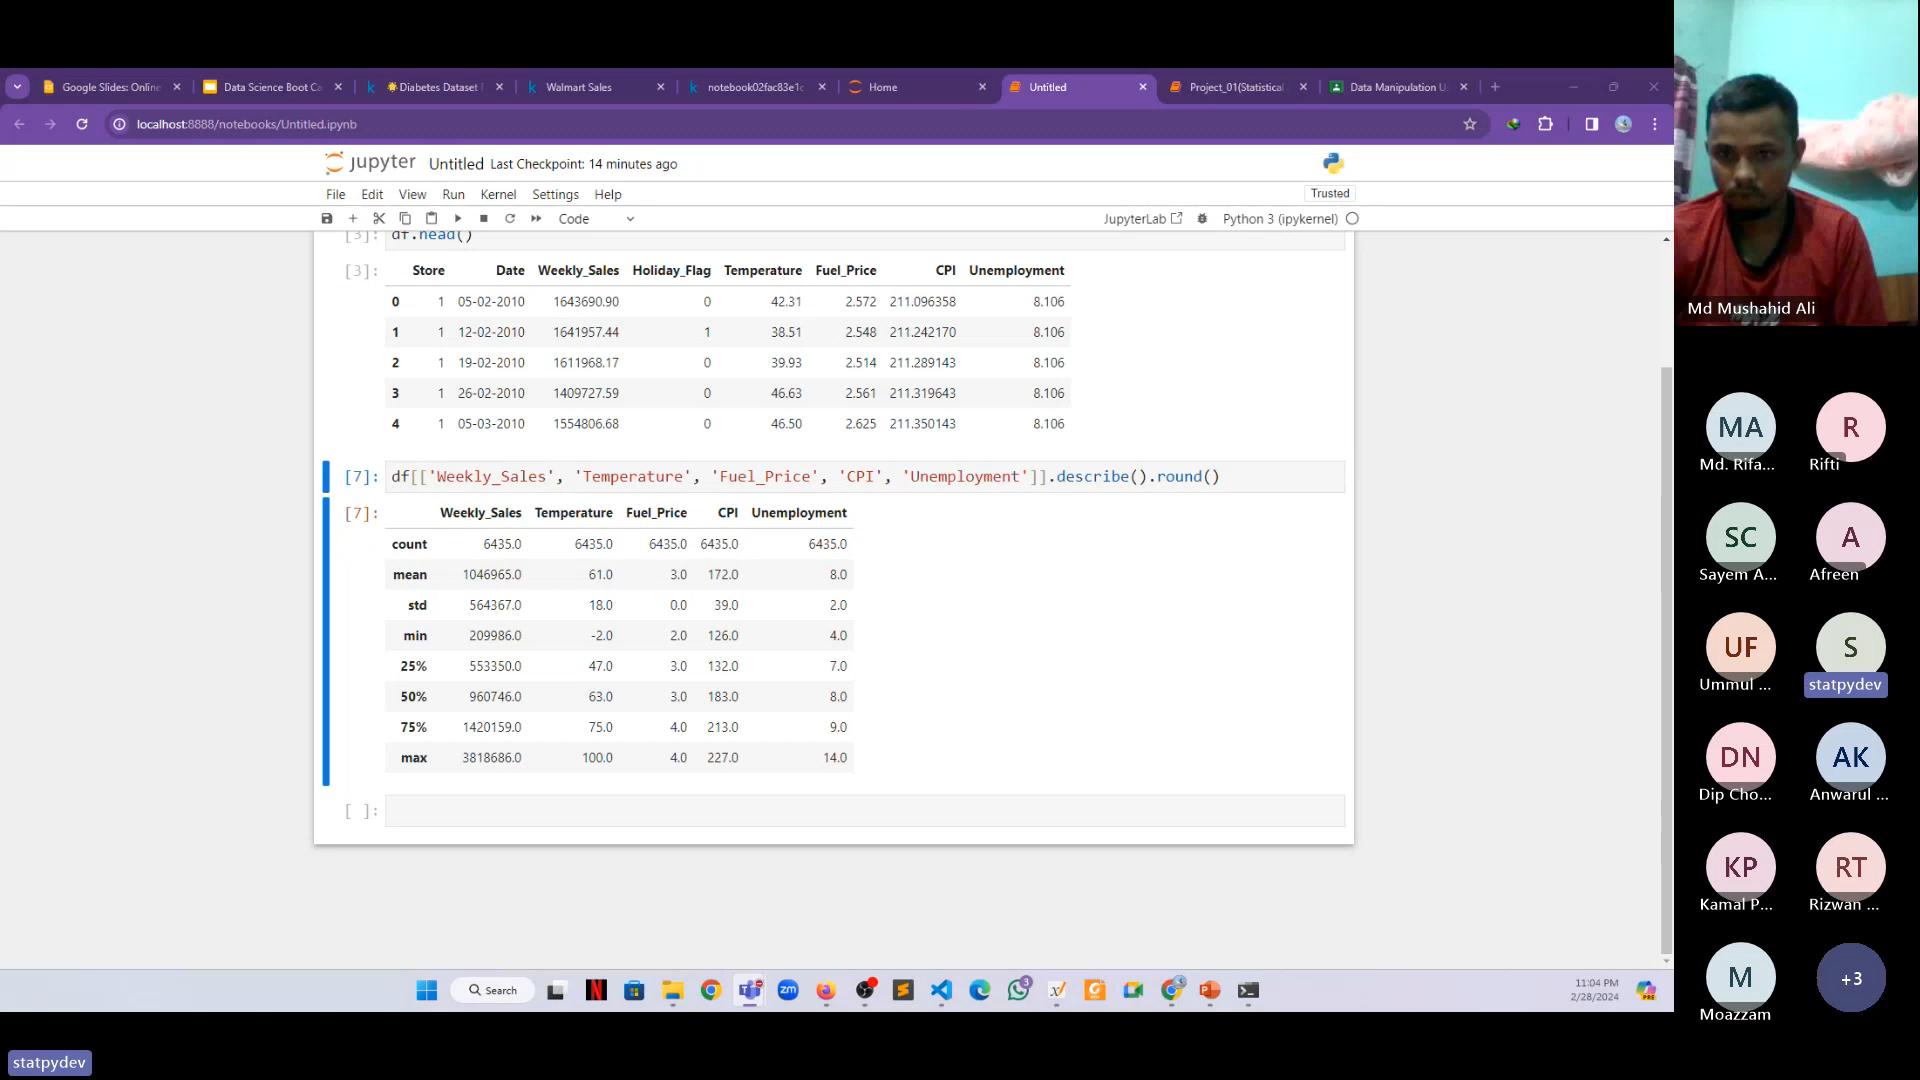 Google Slides: Online
Data Science Boot Ca
Diabetes Dataset
Walmart Sales
notebook02fac83e1c
Home
Untitled
Project_01(Statistical
Data Manipulation U
localhost:8888/notebooks/Untitled.ipynb
jupyter Untitled Last Checkpoint: 14 minutes ago
File Edit View Run Kernel Settings Help
Trusted
Code
JupyterLab
Python 3 (ipykernel)
[3]: df.head()
[3]: Store Date Weekly_Sales Holiday_Flag Temperature Fuel_Price CPI Unemployment
0 1 05-02-2010 1643690.90 0 42.31 2.572 211.096358 8.106
1 1 12-02-2010 1641957.44 1 38.51 2.548 211.242170 8.106
2 1 19-02-2010 1611968.17 0 39.93 2.514 211.289143 8.106
3 1 26-02-2010 1409727.59 0 46.63 2.561 211.319643 8.106
4 1 05-03-2010 1554806.68 0 46.50 2.625 211.350143 8.106
[7]: df[['Weekly_Sales', 'Temperature', 'Fuel_Price', 'CPI', 'Unemployment']].describe().round()
[7]: Weekly_Sales Temperature Fuel_Price CPI Unemployment
count 6435.0 6435.0 6435.0 6435.0 6435.0
mean 1046965.0 61.0 3.0 172.0 8.0
std 564367.0 18.0 0.0 39.0 2.0
min 209986.0 -2.0 2.0 126.0 4.0
25% 553350.0 47.0 3.0 132.0 7.0
50% 960746.0 63.0 3.0 183.0 8.0
75% 1420159.0 75.0 4.0 213.0 9.0
max 3818686.0 100.0 4.0 227.0 14.0
[ ]:
Search
zm
3
PRE
11:04 PM
2/28/2024
statpydev
Md Mushahid Ali
MA R
Md. Rifa... Rifti
SC A
Sayem A... Afreen
UF S
Ummul ... statpydev
DN AK
Dip Cho... Anwarul ...
KP RT
Kamal P... Rizwan ...
M +3
Moazzam